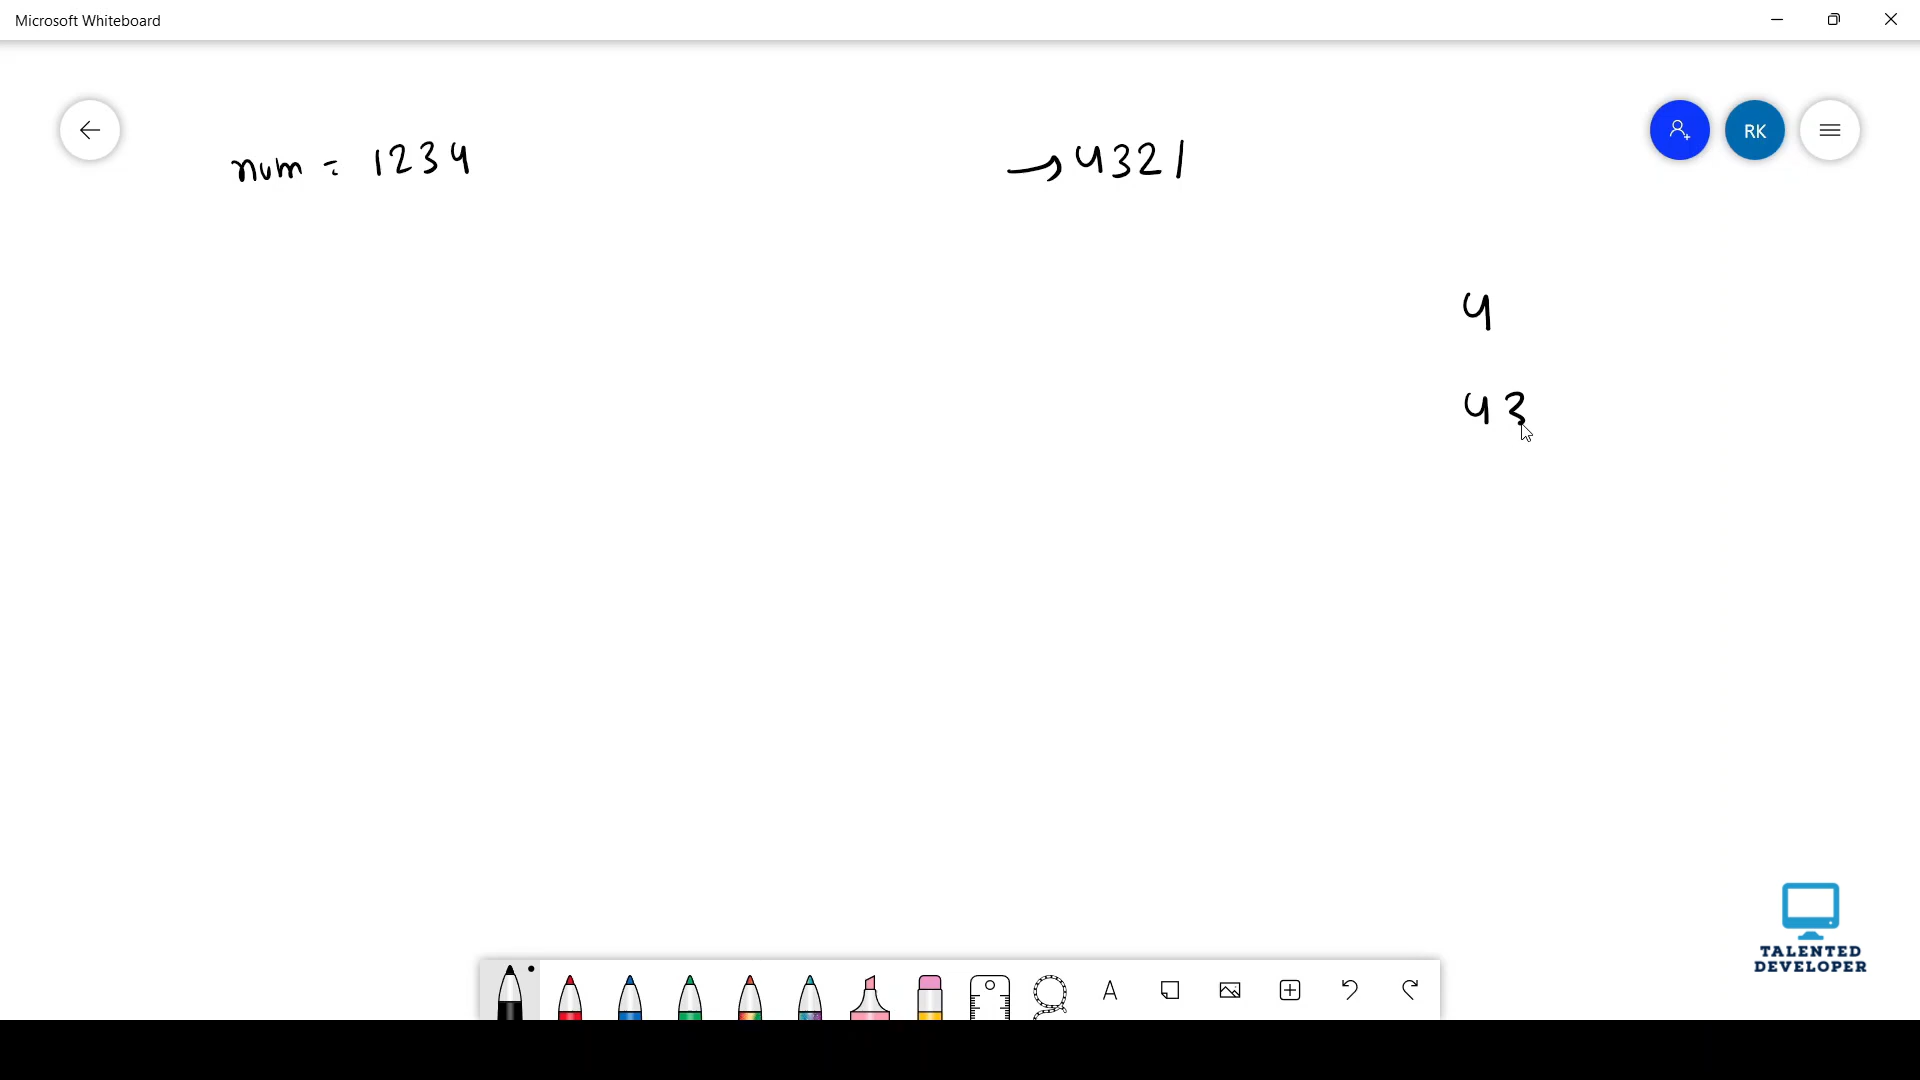 Microsoft Whiteboard
num = 1234 → 4321
RK
4
43
A
TALENTED
DEVELOPER